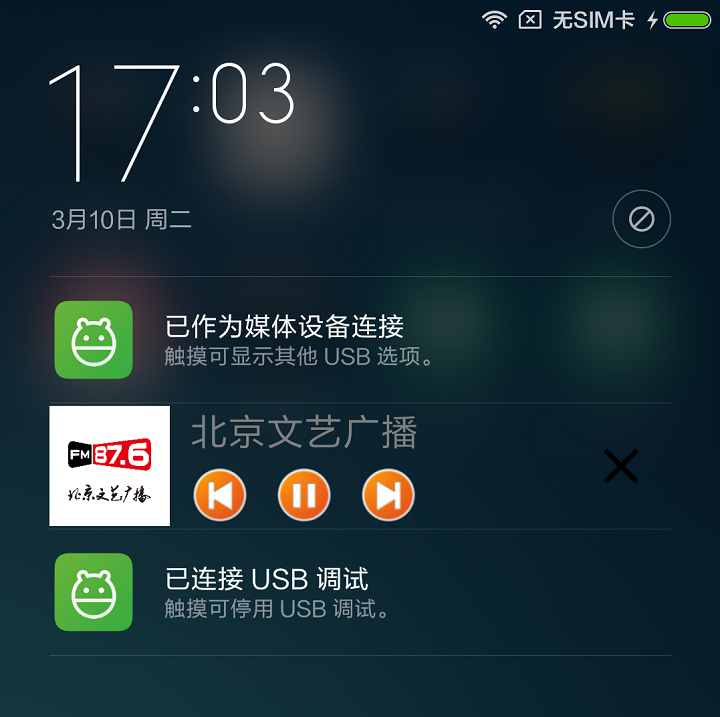 无SIM卡
17:03
3月10日 周二
已作为媒体设备连接
触摸可显示其他 USB 选项。
FM 87.6
北京文艺广播
北京文艺广播
已连接 USB 调试
触摸可停用 USB 调试。